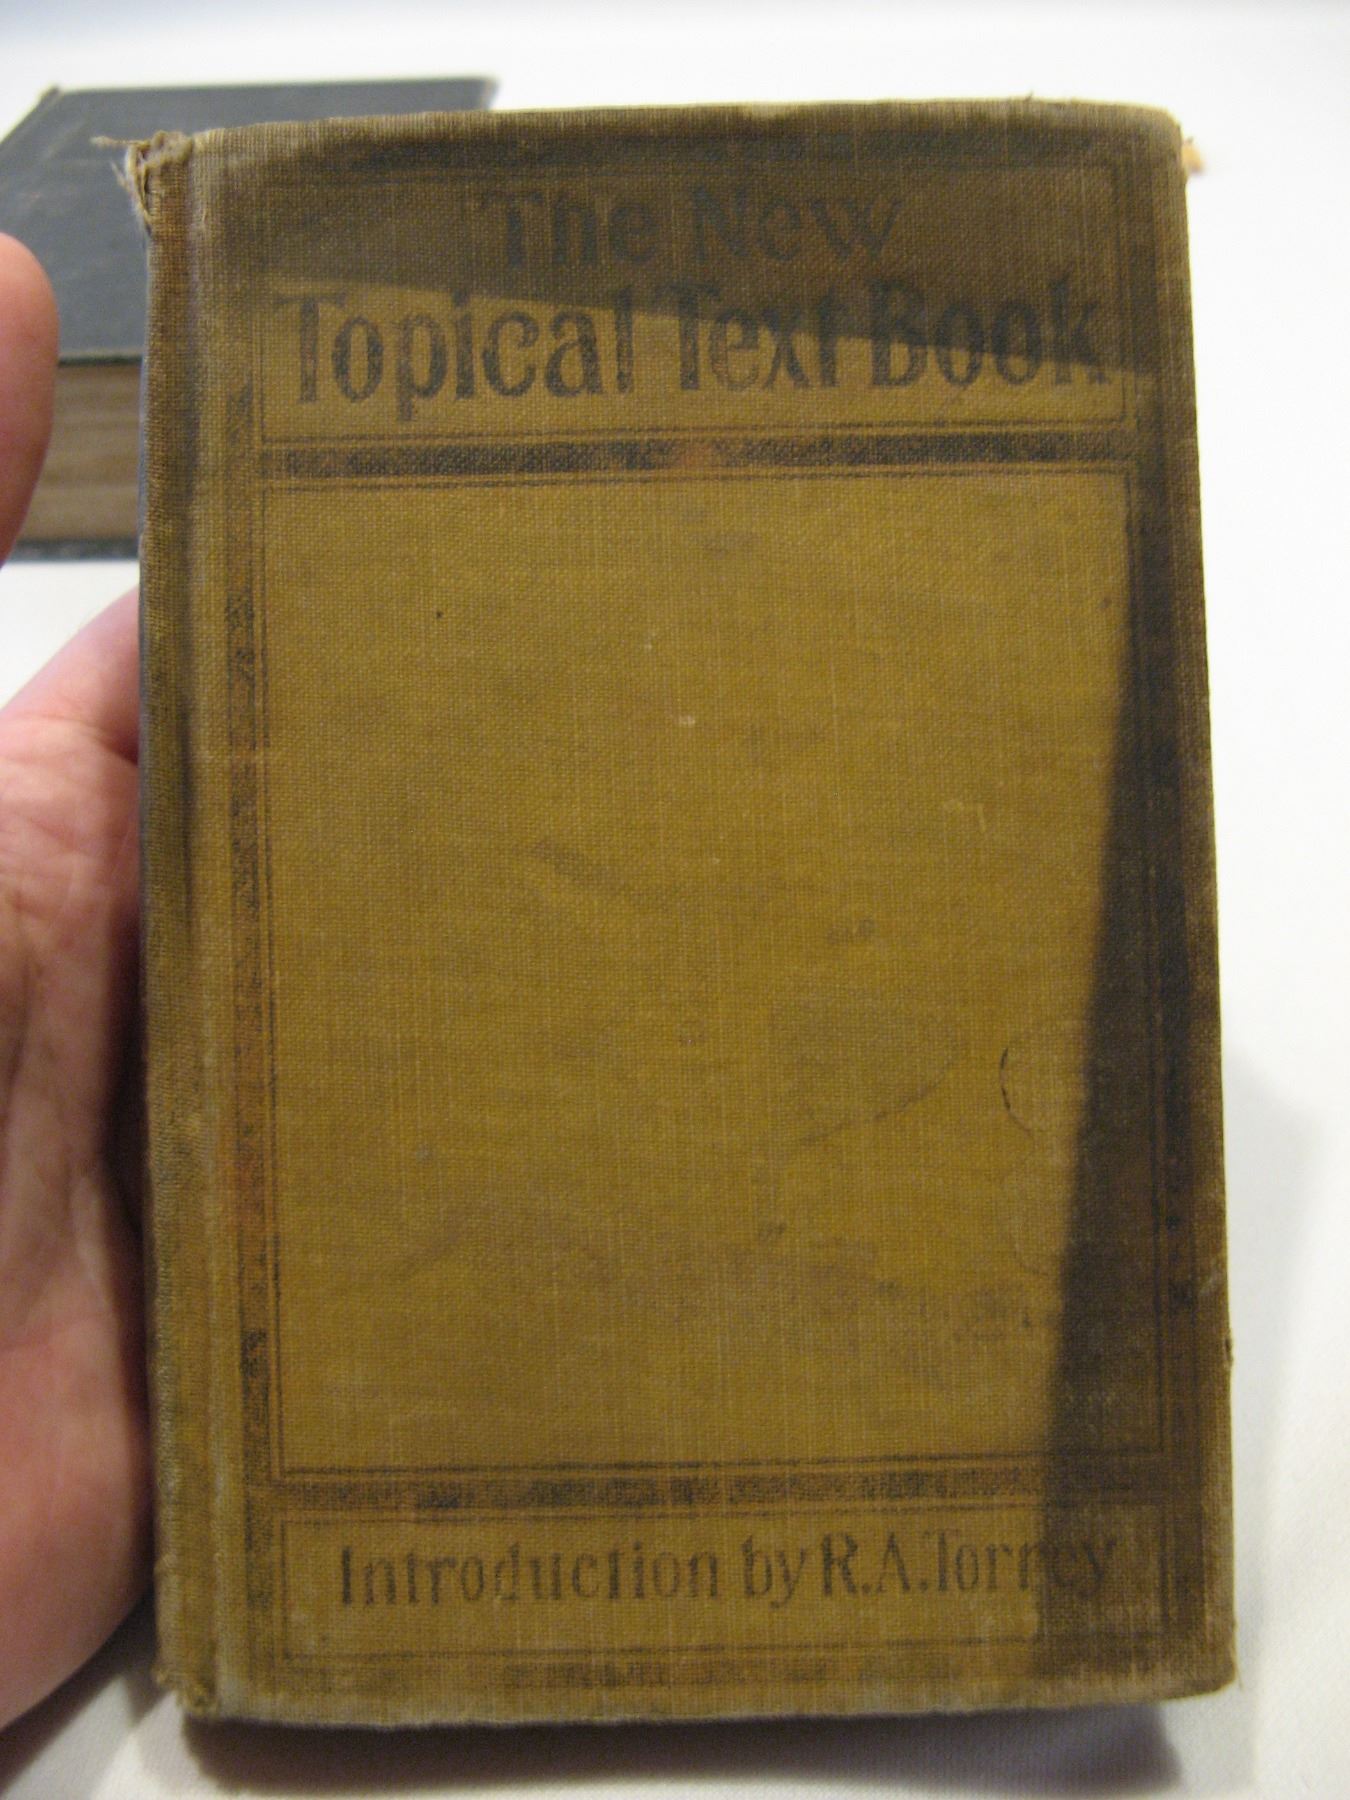 The New
Topical Text Book
Introduction by R.A. Torrey